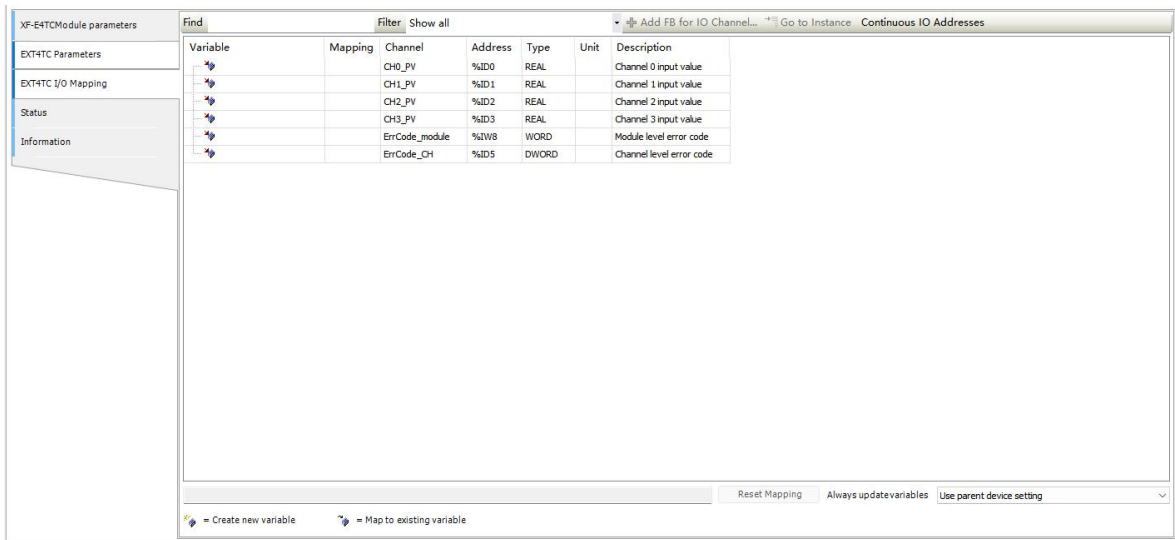 XF-E4TCModule parameters
EXT4TC Parameters
EXT4TC I/O Mapping
Status
Information
Find Filter Show all Add FB for IO Channel... Go to Instance Continuous IO Addresses
Variable Mapping Channel Address Type Unit Description
CH0_PV %ID0 REAL Channel 0 input value
CH1_PV %ID1 REAL Channel 1 input value
CH2_PV %ID2 REAL Channel 2 input value
CH3_PV %ID3 REAL Channel 3 input value
ErrCode_module %IW8 WORD Module level error code
ErrCode_CH %ID5 DWORD Channel level error code
Reset Mapping Always updatevariables Use parent device setting
= Create new variable = Map to existing variable